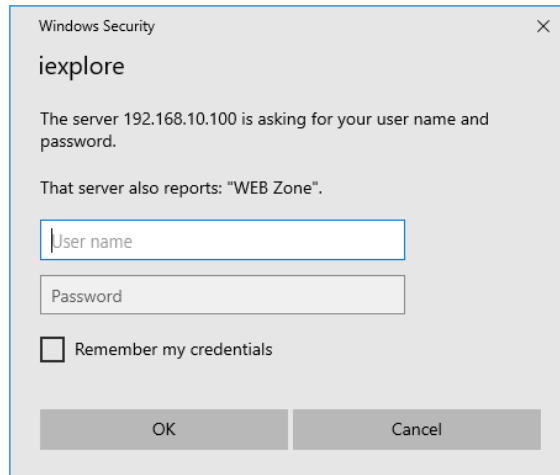 Windows Security
iexplore
The server 192.168.10.100 is asking for your user name and
password.
That server also reports: "WEB Zone".
User name
Password
Remember my credentials
OK
Cancel